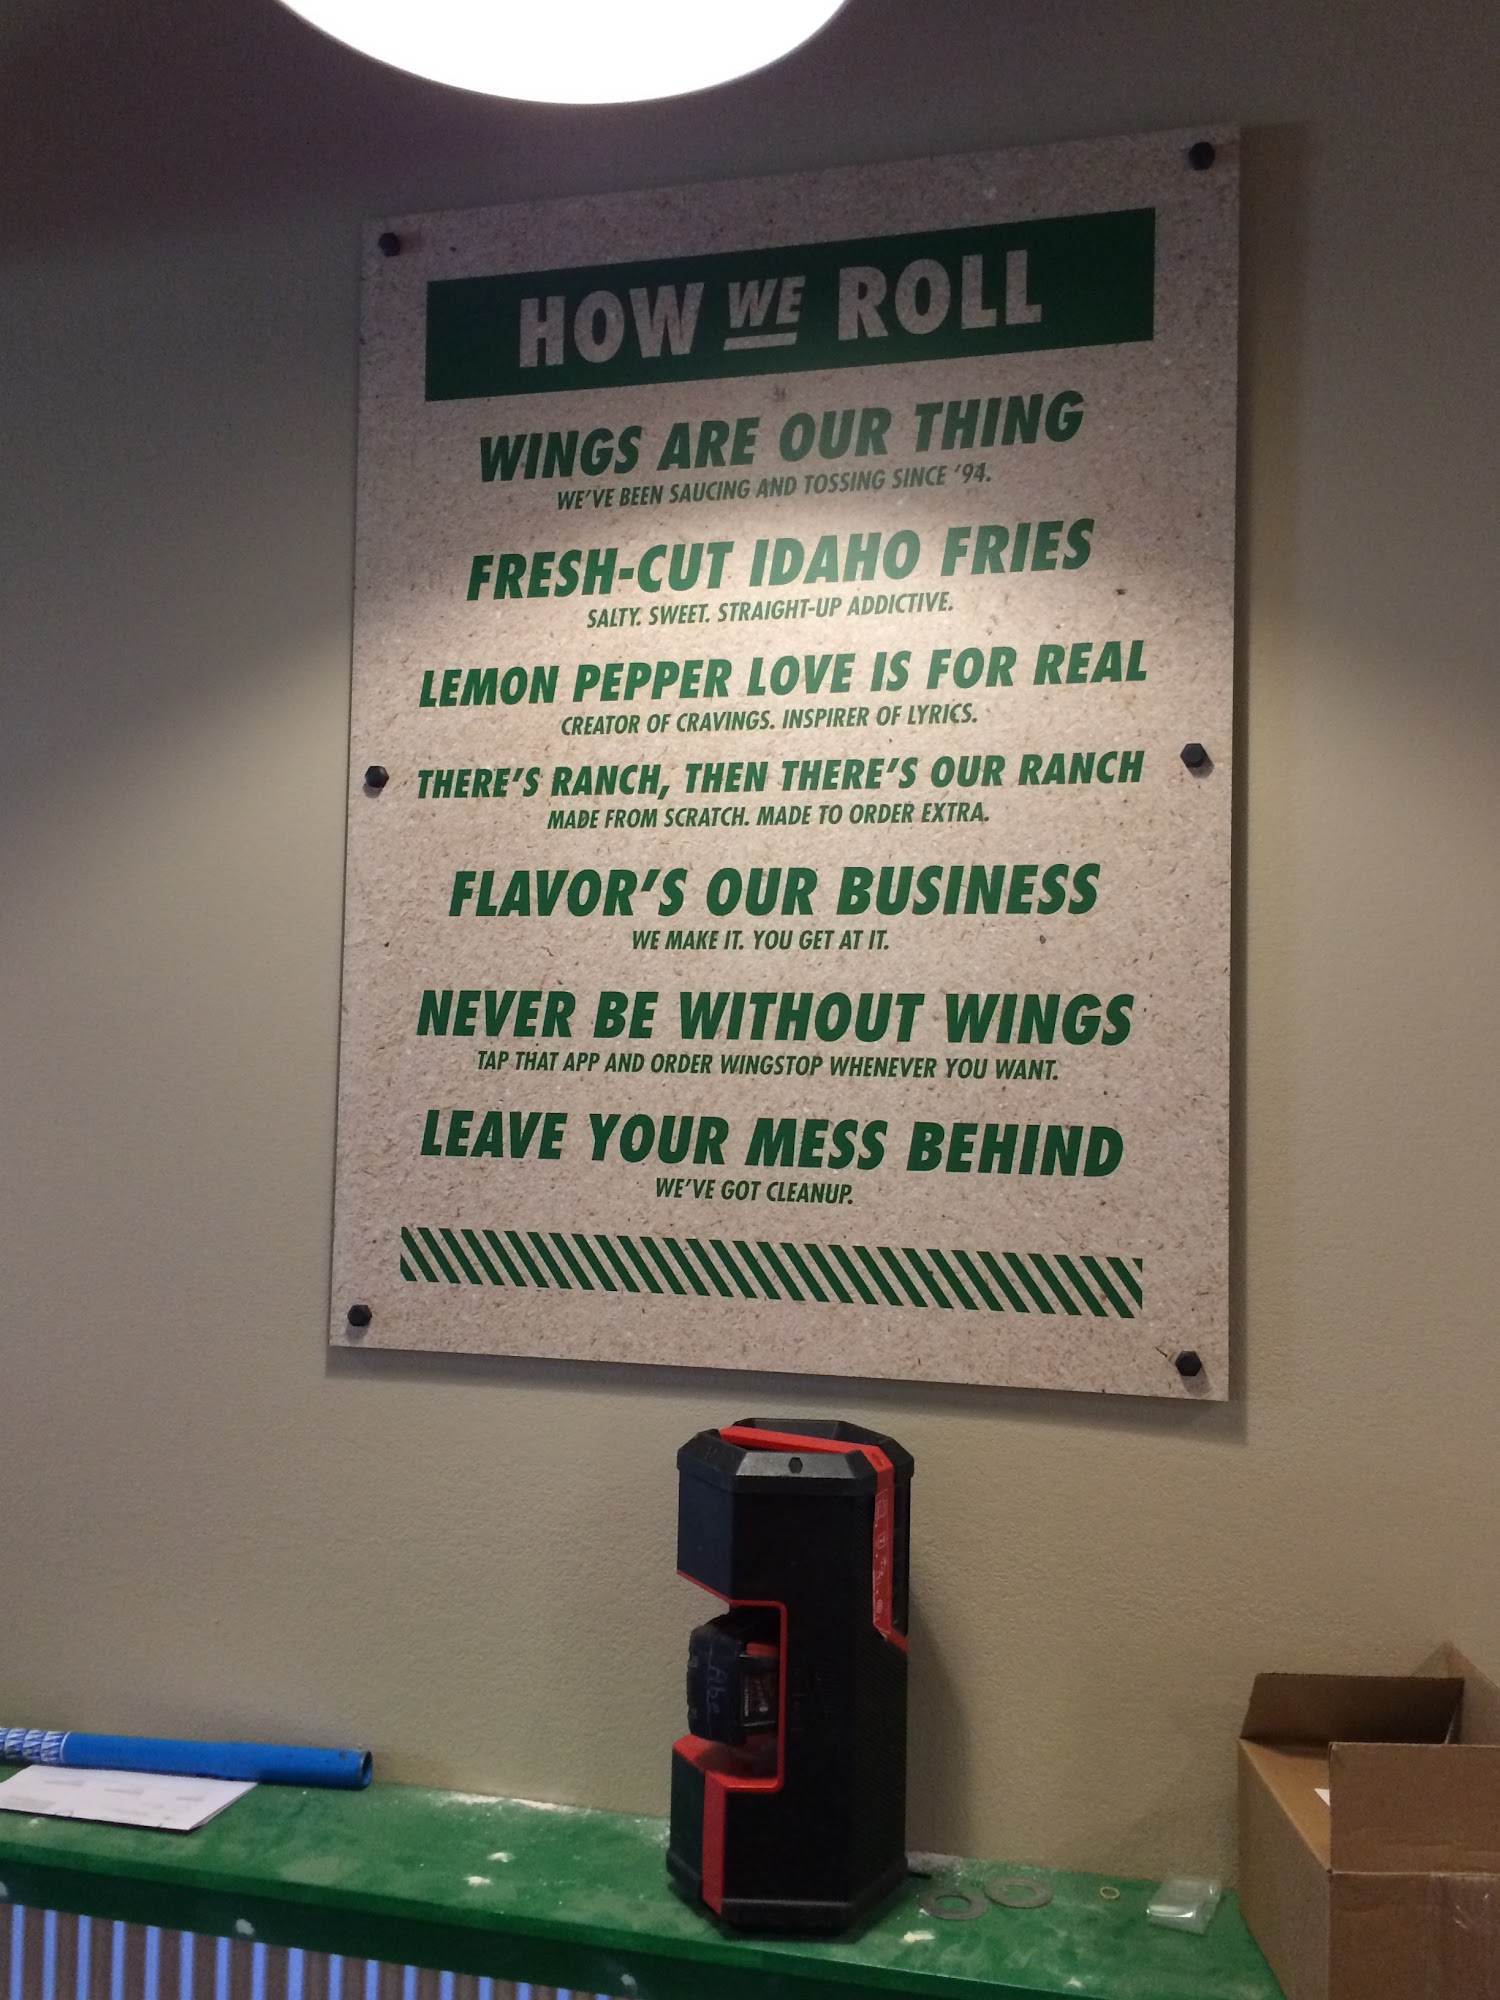 HOW WE ROLL
WINGS ARE OUR THING
WE'VE BEEN SAUCING AND TOSSING SINCE '94.
FRESH-CUT IDAHO FRIES
SALTY. SWEET. STRAIGHT-UP ADDICTIVE.
LEMON PEPPER LOVE IS FOR REAL
CREATOR OF CRAVINGS. INSPIRER OF LYRICS.
THERE'S RANCH, THEN THERE'S OUR RANCH
MADE FROM SCRATCH. MADE TO ORDER EXTRA.
FLAVOR'S OUR BUSINESS
WE MAKE IT. YOU GET AT IT.
NEVER BE WITHOUT WINGS
TAP THAT APP AND ORDER WINGSTOP WHENEVER YOU WANT.
LEAVE YOUR MESS BEHIND
WE'VE GOT CLEANUP.
Abe